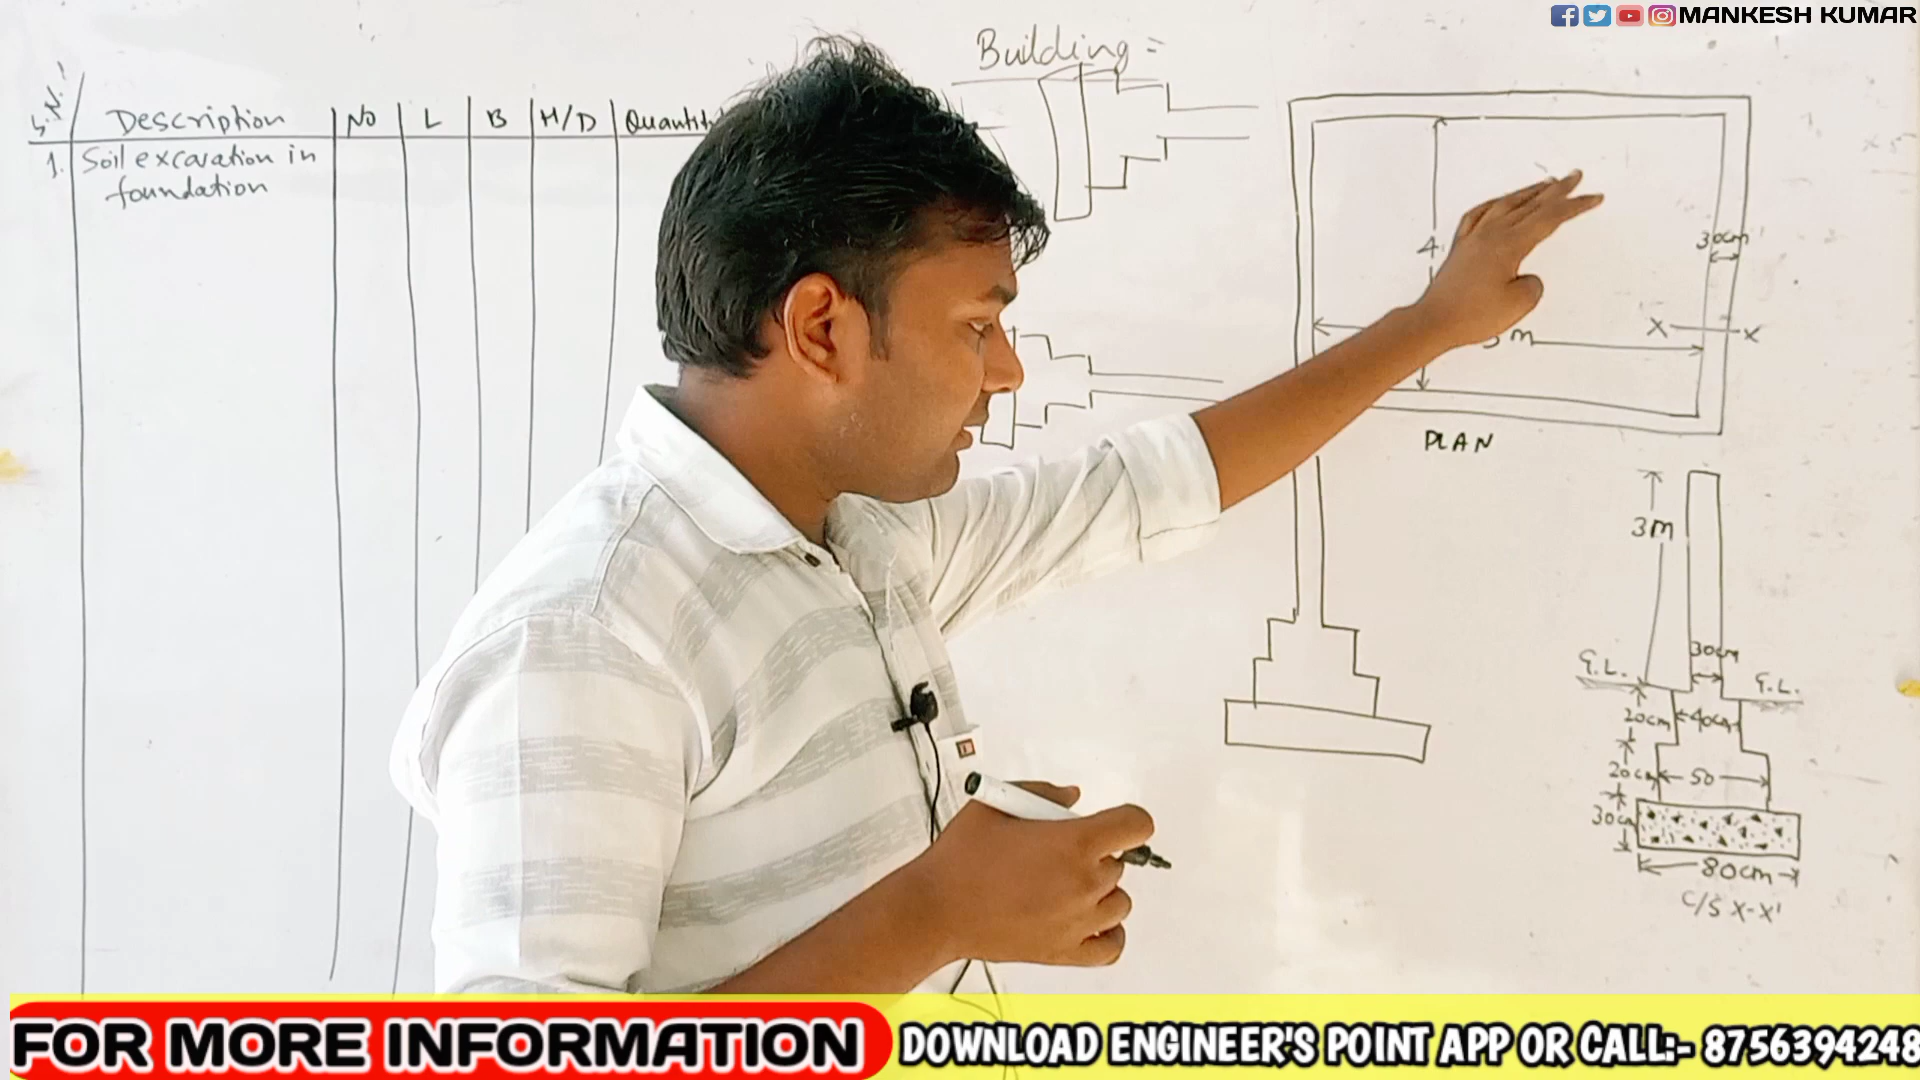 MANKESH KUMAR
Building =
S.N.
Description
No
L
B
H/D
Quantity
1.
Soil excavation in
foundation
4
30cm
X
X
m
PLAN
3m
30cm
G.L.
G.L.
20cm
40cm
20cm
50
30cm
80cm
C/S X-X'
FOR MORE INFORMATION
DOWNLOAD ENGINEER'S POINT APP OR CALL:- 8756394248